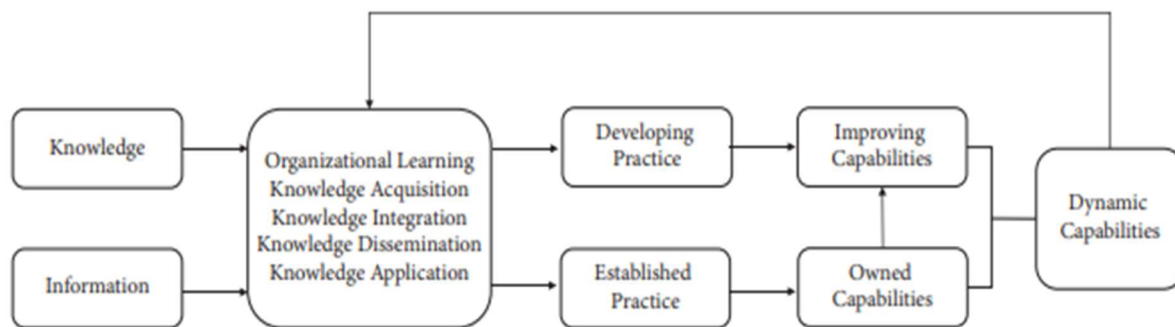 Knowledge
Information
Organizational Learning
Knowledge Acquisition
Knowledge Integration
Knowledge Dissemination
Knowledge Application
Developing
Practice
Established
Practice
Improving
Capabilities
Owned
Capabilities
Dynamic
Capabilities